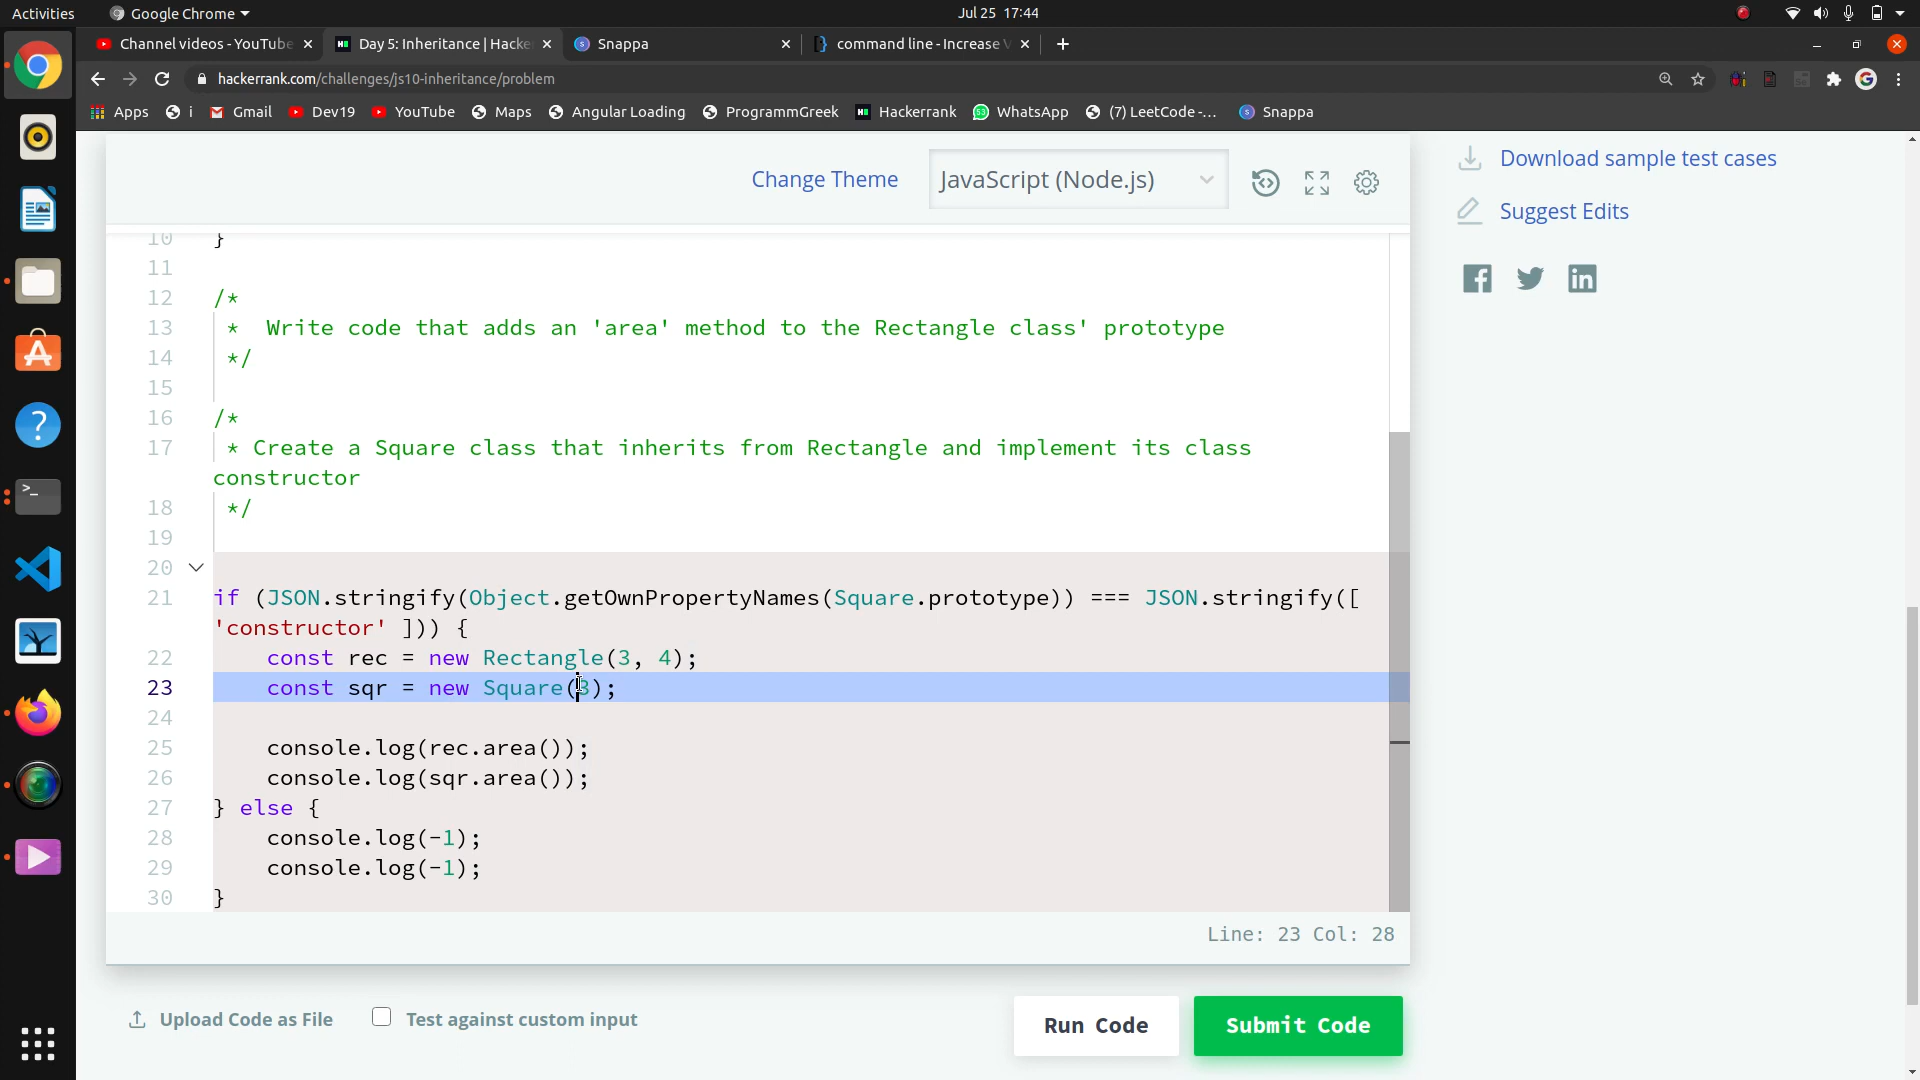 Activities
Google Chrome
Jul 25 17:44
Channel videos - YouTube
Day 5: Inheritance | Hacke
Snappa
command line - Increase V
hackerrank.com/challenges/js10-inheritance/problem
Apps
i
Gmail
Dev19
YouTube
Maps
Angular Loading
ProgrammGreek
Hackerrank
WhatsApp
(7) LeetCode -...
Snappa
Change Theme
JavaScript (Node.js)
Download sample test cases
Suggest Edits
10 }
11
12 /*
13 * Write code that adds an 'area' method to the Rectangle class' prototype
14 */
15
16 /*
17 * Create a Square class that inherits from Rectangle and implement its class
constructor
18 */
19
20
21 if (JSON.stringify(Object.getOwnPropertyNames(Square.prototype)) === JSON.stringify([
'constructor' ])) {
22 const rec = new Rectangle(3, 4);
23 const sqr = new Square(3);
24
25 console.log(rec.area());
26 console.log(sqr.area());
27 } else {
28 console.log(-1);
29 console.log(-1);
30 }
Line: 23 Col: 28
Upload Code as File
Test against custom input
Run Code
Submit Code